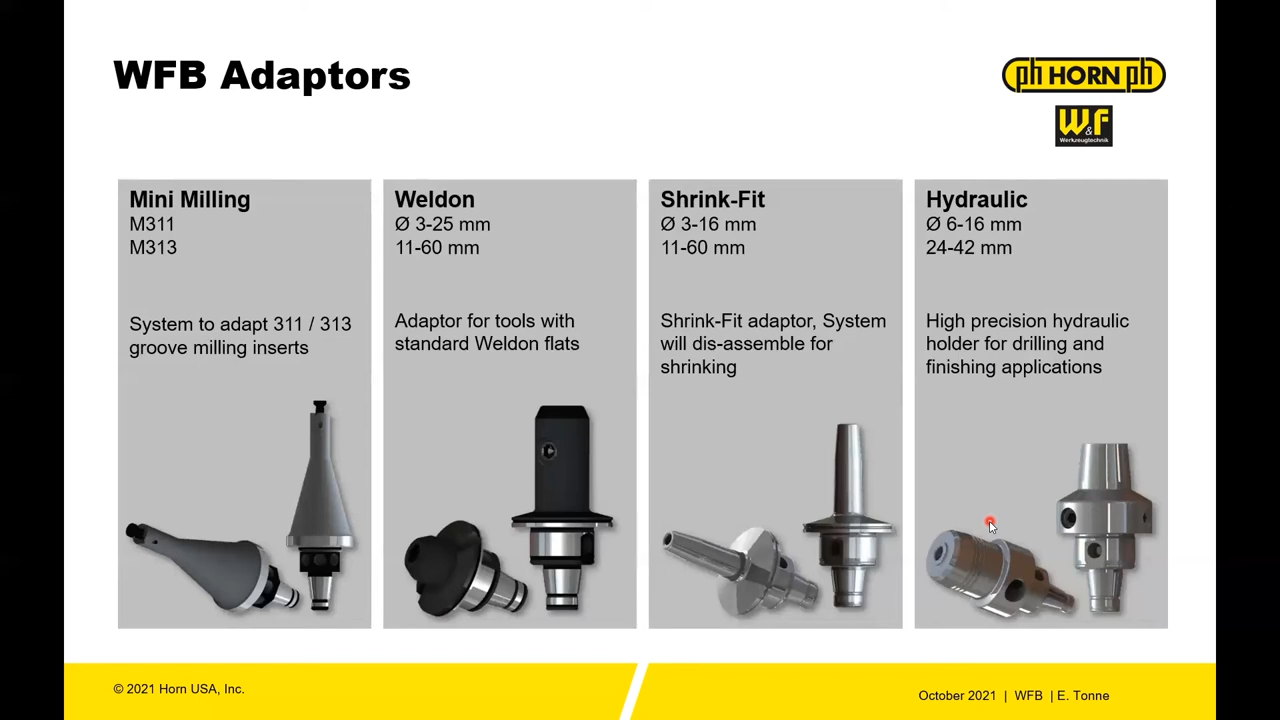 WFB Adaptors
ph HORN ph
W&F
Werkzeugtechnik
Mini Milling
M311
M313
System to adapt 311 / 313
groove milling inserts
Weldon
Ø 3-25 mm
11-60 mm
Adaptor for tools with
standard Weldon flats
Shrink-Fit
Ø 3-16 mm
11-60 mm
Shrink-Fit adaptor, System
will dis-assemble for
shrinking
Hydraulic
Ø 6-16 mm
24-42 mm
High precision hydraulic
holder for drilling and
finishing applications
© 2021 Horn USA, Inc.
October 2021 | WFB | E. Tonne